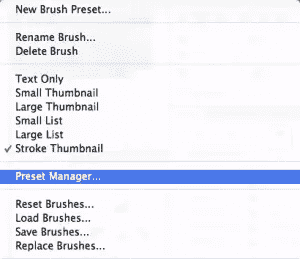 New Brush Preset...
Rename Brush...
Delete Brush
Text Only
Small Thumbnail
Large Thumbnail
Small List
Large List
✓ Stroke Thumbnail
Preset Manager...
Reset Brushes...
Load Brushes...
Save Brushes...
Replace Brushes...